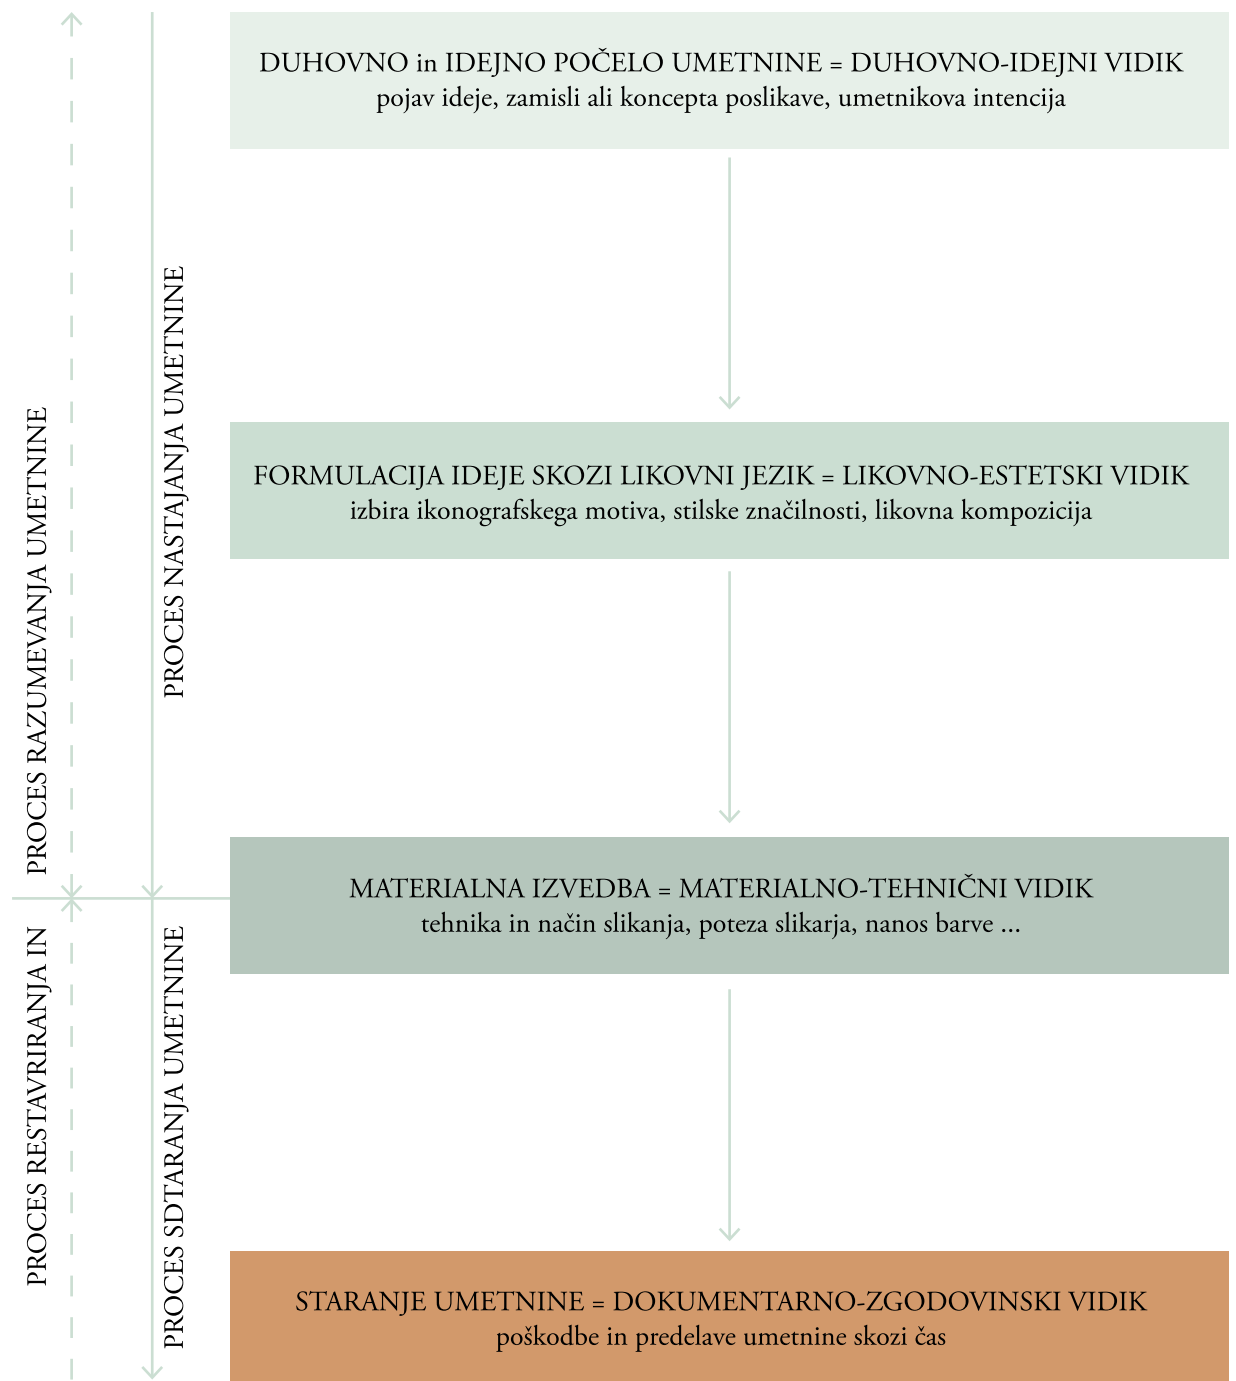 DUHOVNO in IDEJNO POČELO UMETNINE = DUHOVNO-IDEJNI VIDIK
pojav ideje, zamisli ali koncepta poslikave, umetnikova intencija
PROCES NASTAJANJA UMETNINE
PROCES RAZUMEVANJA UMETNINE
FORMULACIJA IDEJE SKOZI LIKOVNI JEZIK = LIKOVNO-ESTETSKI VIDIK
izbira ikonografskega motiva, stilske značilnosti, likovna kompozicija
MATERIALNA IZVEDBA = MATERIALNO-TEHNIČNI VIDIK
tehnika in način slikanja, poteza slikarja, nanos barve ...
PROCES RESTAVRIRANJA IN
PROCES SDTARANJA UMETNINE
STARANJE UMETNINE = DOKUMENTARNO-ZGODOVINSKI VIDIK
poškodbe in predelave umetnine skozi čas